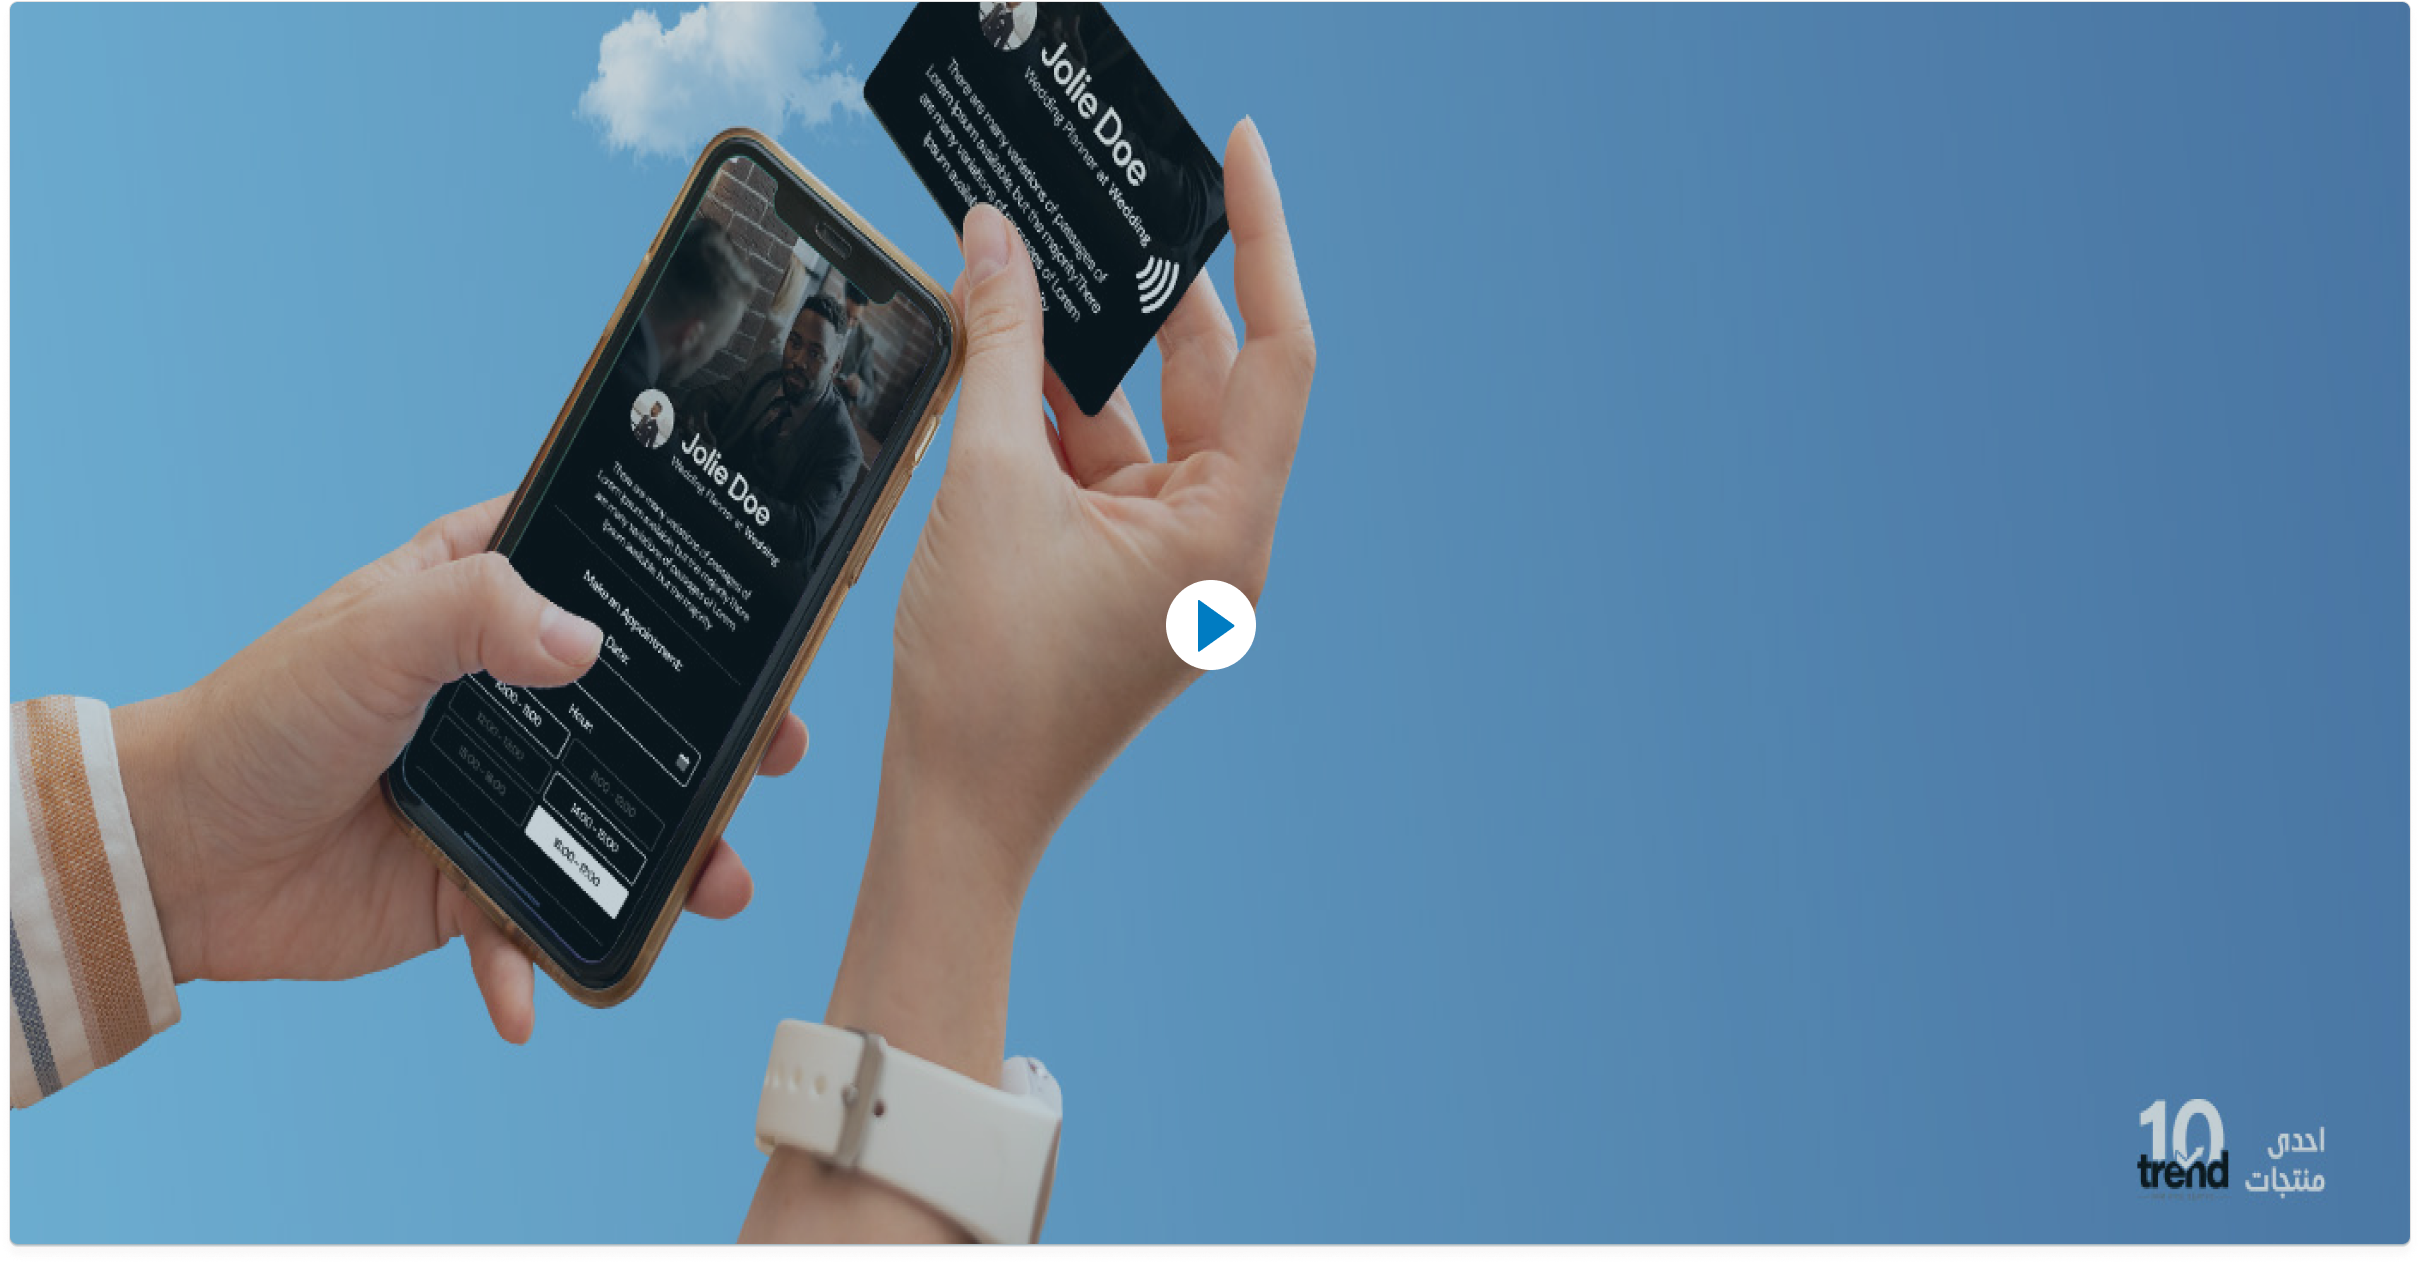 Jolie Doe
Wedding Planner at Wedding
There are many variations of passages of
Lorem Ipsum available, but the majority There
are many variations of passages of Lorem
Ipsum availab
ity
Jolie Doe
Wedding Planner at Wedding
There are many variations of passages of
Lorem Ipsum available, but the majority There
are many variations of passages of Lorem
Ipsum available, but the majority
Make an Appointment:
Date:
Hour:
10:00 - 11:00
11:00 - 12:00
12:00 - 13:00
14:00 - 15:00
15:00 - 16:00
16:00 - 17:00
احدى
منتجات
10
trend